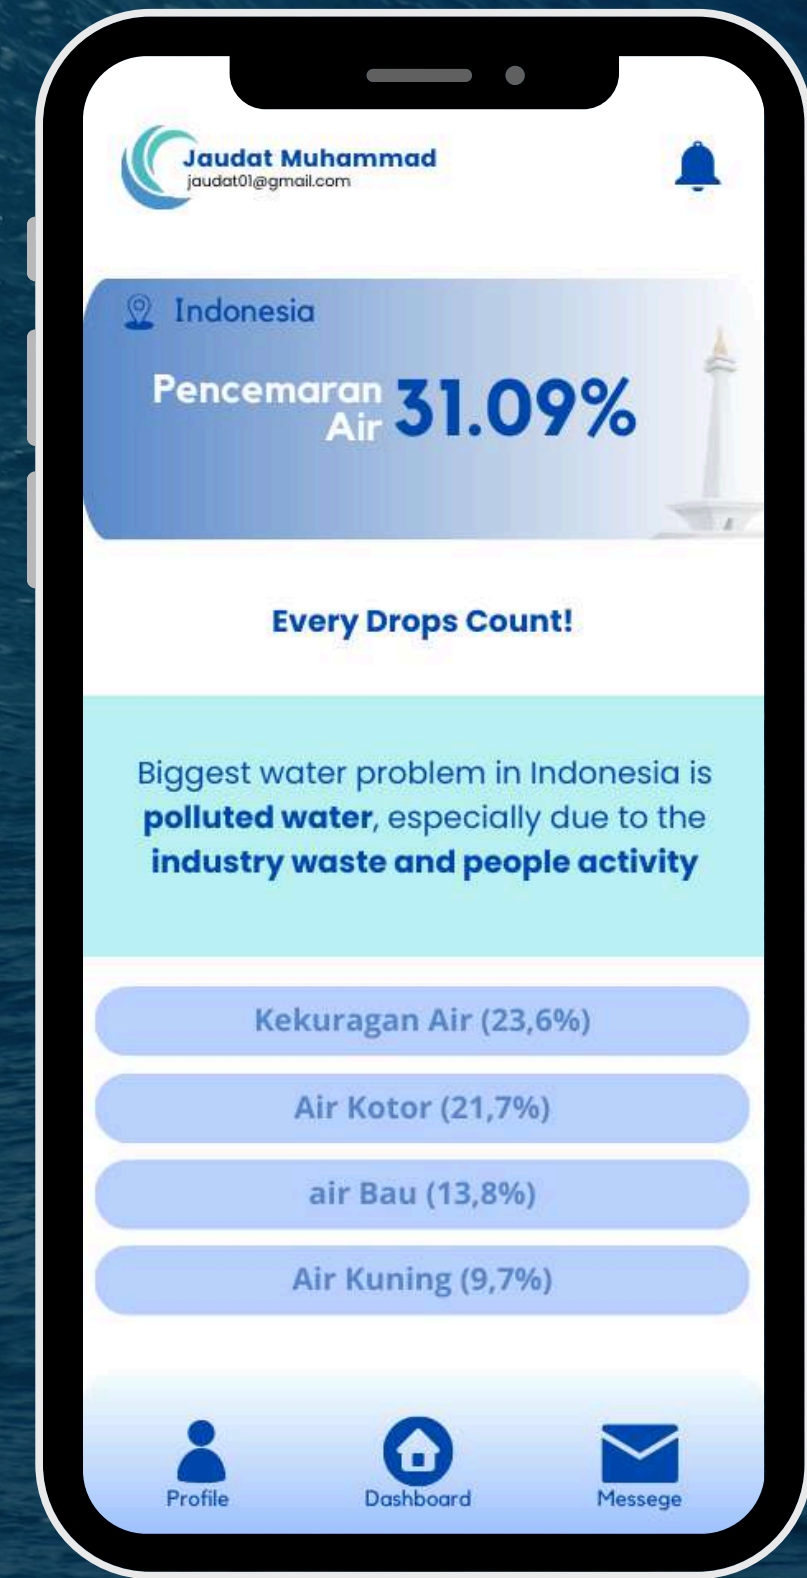 Jaudat Muhammad
jaudat01@gmail.com
Indonesia
Pencemaran
Air
31.09%
Every Drops Count!
Biggest water problem in Indonesia is
polluted water, especially due to the
industry waste and people activity
Kekuragan Air (23,6%)
Air Kotor (21,7%)
air Bau (13,8%)
Air Kuning (9,7%)
Profile
Dashboard
Messege